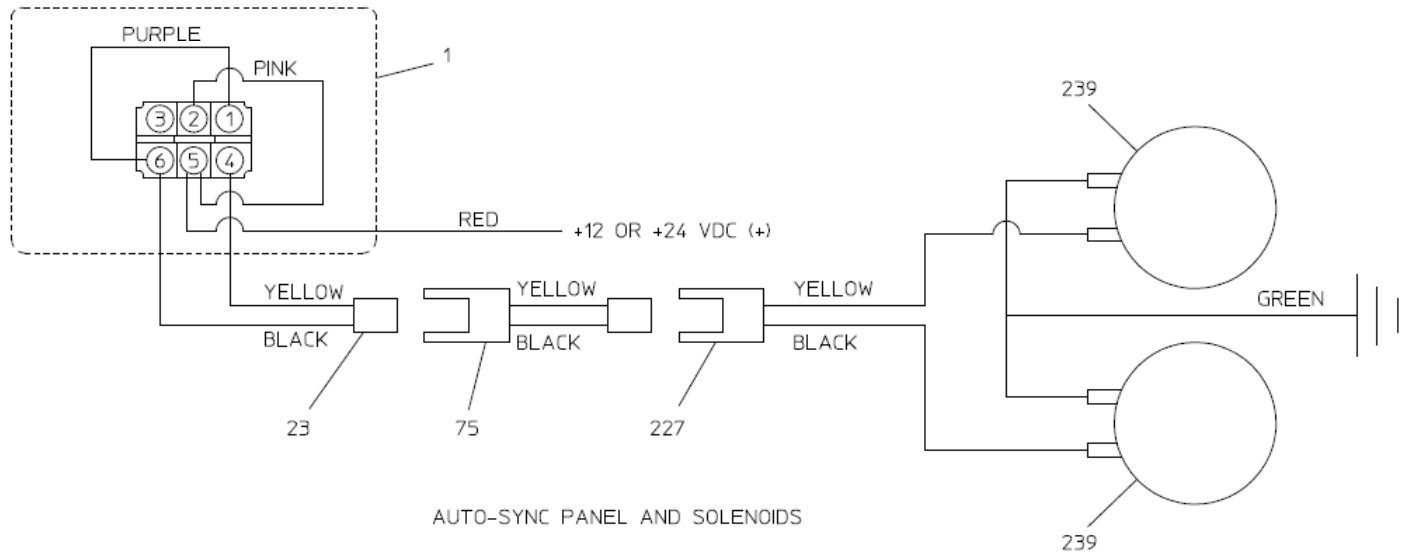 PURPLE
1
PINK
239
3 2 1
6 5 4
RED +12 OR +24 VDC (+)
YELLOW YELLOW YELLOW GREEN
BLACK BLACK BLACK
23 75 227
AUTO-SYNC PANEL AND SOLENOIDS
239